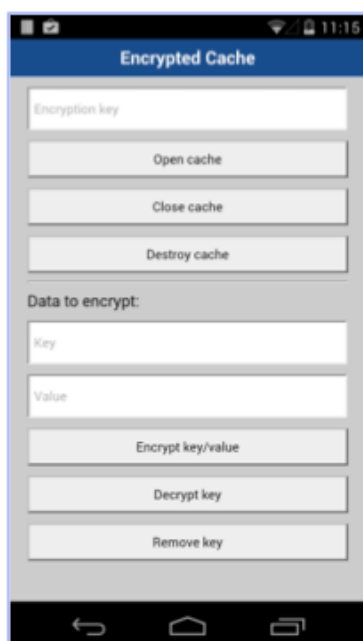 11:15
Encrypted Cache
Encryption key
Open cache
Close cache
Destroy cache
Data to encrypt:
Key
Value
Encrypt key/value
Decrypt key
Remove key